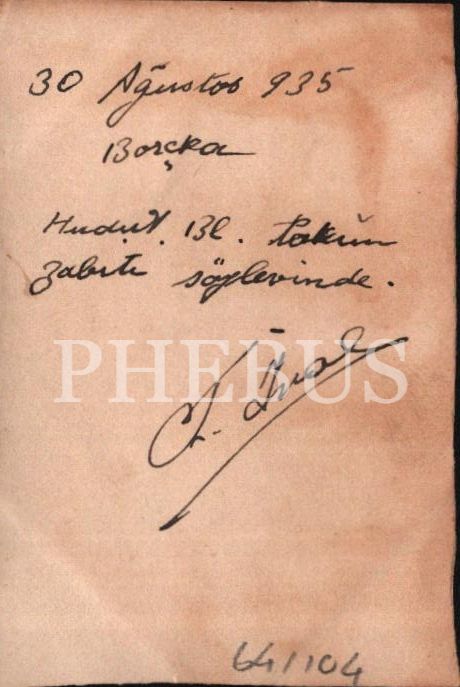 30 Ağustos 935
Borçka
Hudut. Bl. takım
zabiti söylevinde.
PHEBUS
64/104